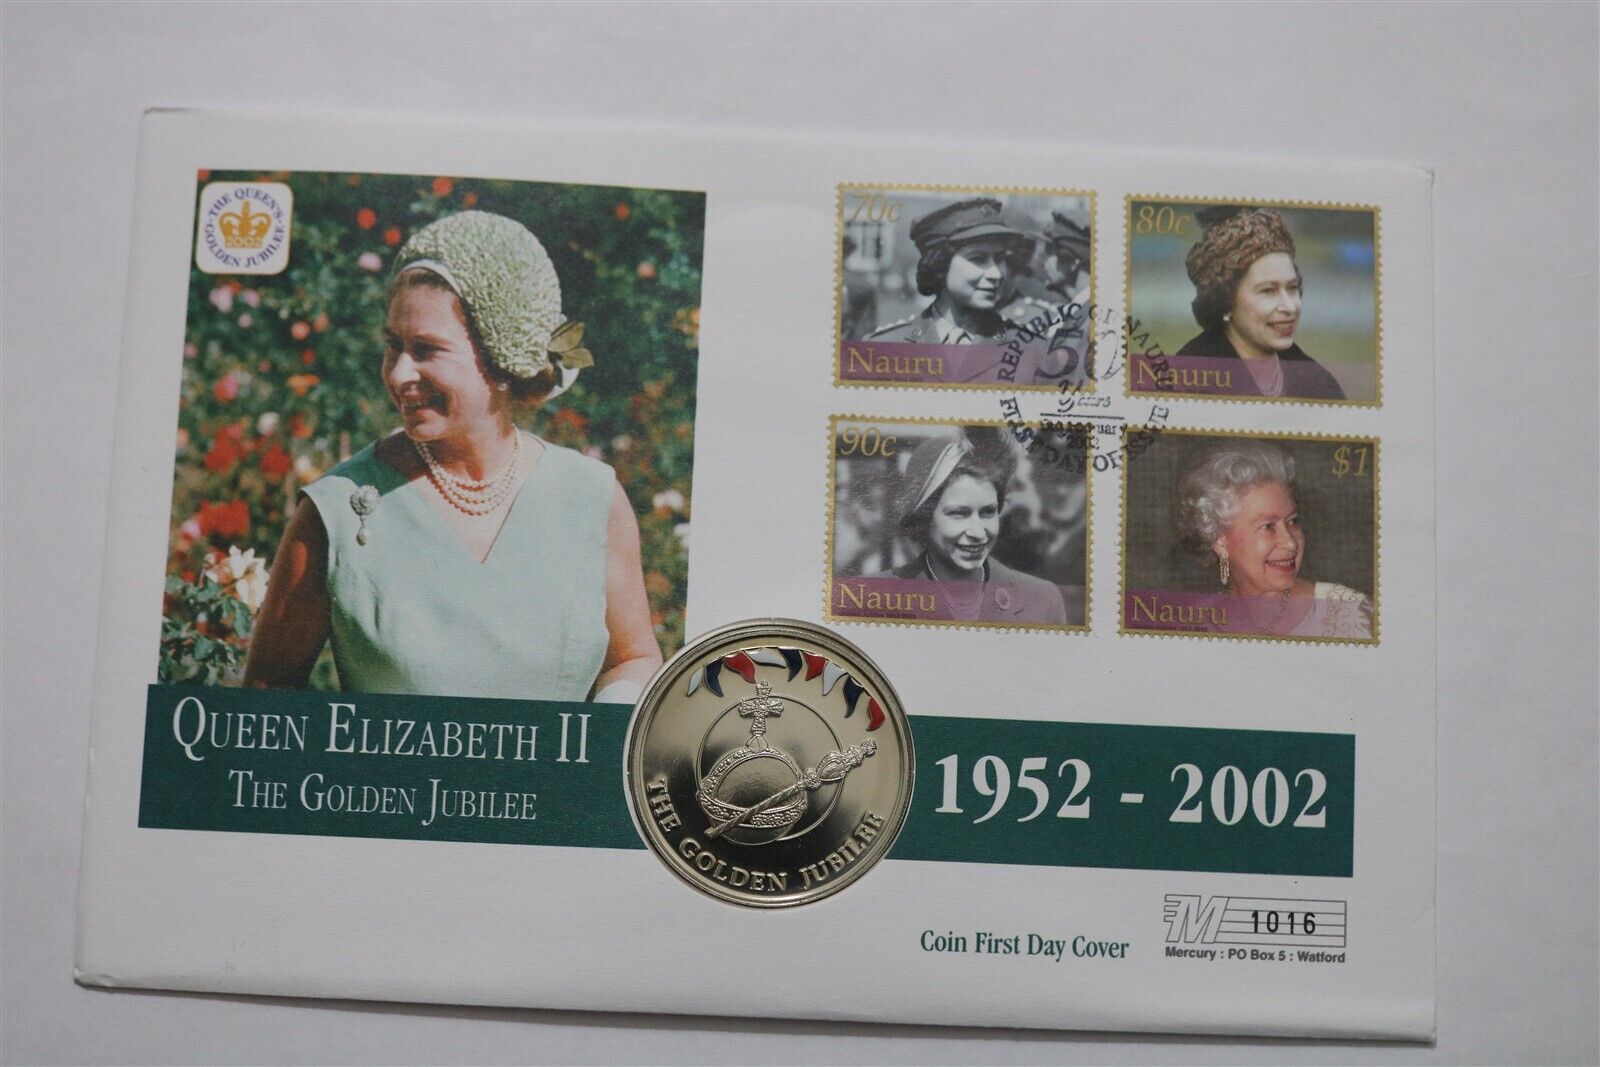 THE QUEEN'S
GOLDEN JUBILEE
2002
70c
Nauru
80c
Nauru
90c
Nauru
$1
Nauru
REPUBLIC OF NAURU
50
FIRST DAY OF ISSUE
2002
QUEEN ELIZABETH II
THE GOLDEN JUBILEE
THE GOLDEN JUBILEE
1952 - 2002
Coin First Day Cover
M 1016
Mercury : PO Box 5 : Watford